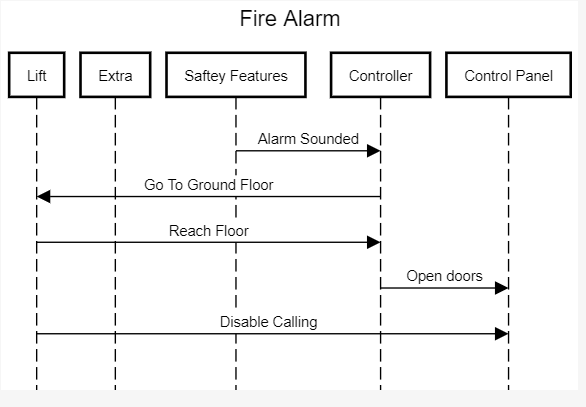 Fire Alarm
Lift
Extra
Saftey Features
Controller
Control Panel
Alarm Sounded
Go To Ground Floor
Reach Floor
Open doors
Disable Calling